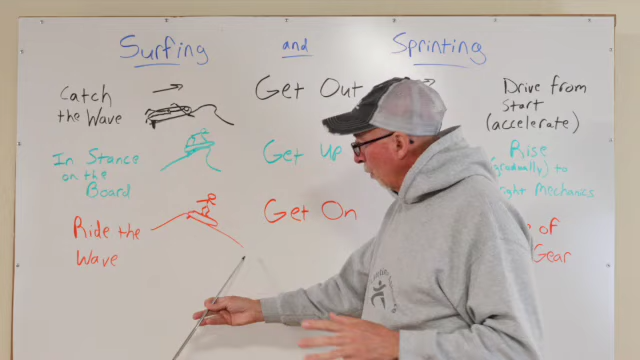 Surfing and Sprinting
Catch
the Wave
Get Out
Drive from
Start
(accelerate)
In Stance
on the
Board
Get Up
Rise
(gradually) to
Mechanics
Ride the
Wave
Get On
of
Gear